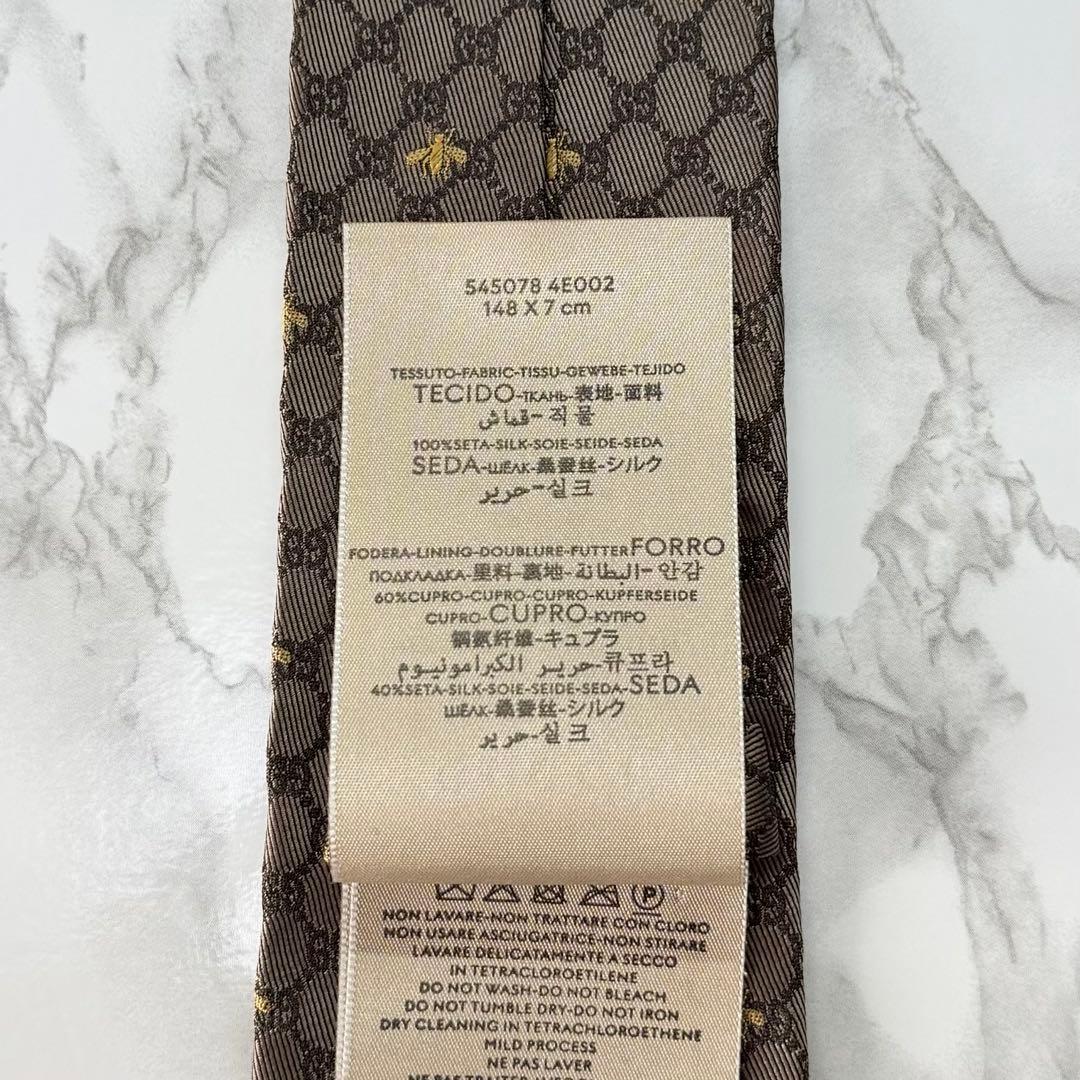 545078 4E002
148 X 7 cm
TESSUTO-FABRIC-TISSU-GEWEBE-TEJIDO
TECIDO-ТКАНЬ-表地-面料
قماش-직물
100%SETA-SILK-SOIE-SEIDE-SEDA
SEDA-ШЁЛК-桑蚕丝-シルク
حرير-실크
FODERA-LINING-DOUBLURE-FUTTERFORRO
ПОДКЛАДКА-里料-裏地-البطانة-안감
60%CUPRO-CUPRO-CUPRO-KUPFERSEIDE
CUPRO-CUPRO-КУПРО
铜氨纤维-キュプラ
حرير الكبرامونيوم-큐프라
40%SETA-SILK-SOIE-SEIDE-SEDA-SEDA
ШЁЛК-桑蚕丝-シルク
حرير-실크
P
NON LAVARE-NON TRATTARE CON CLORO
NON USARE ASCIUGATRICE-NON STIRARE
LAVARE DELICATAMENTE A SECCO
IN TETRACLOROETILENE
DO NOT WASH-DO NOT BLEACH
DO NOT TUMBLE DRY-DO NOT IRON
DRY CLEANING IN TETRACHLOROETHENE
MILD PROCESS
NE PAS LAVER
NE PAS TRAITER AVEC